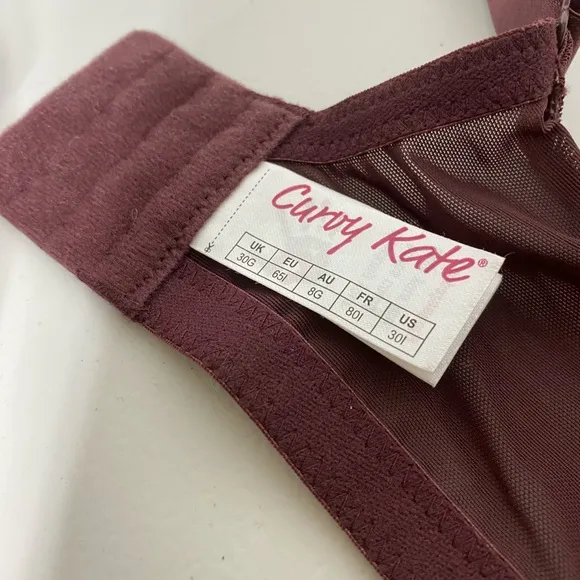 Curvy Kate®
UK EU AU FR US
30G 65I 8G 80I 30I